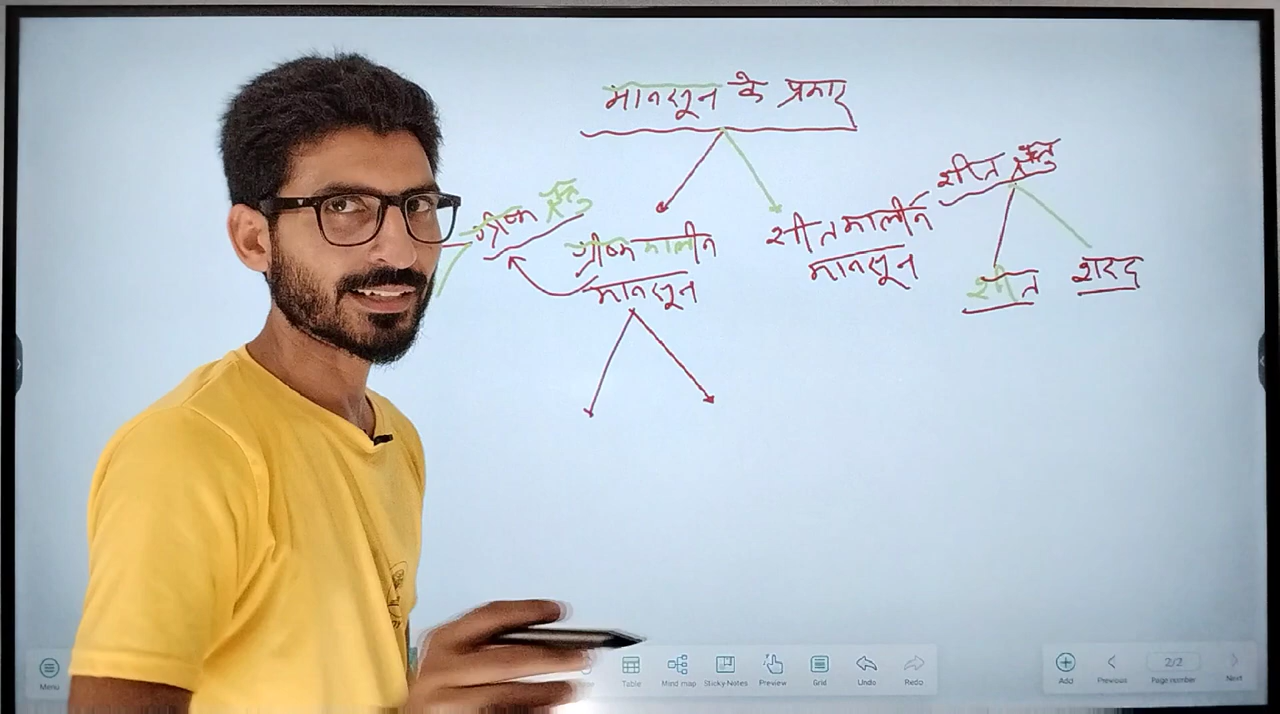 मानसून के प्रकार
ग्रीष्म ऋतु
ग्रीष्मकालीन
मानसून
शीतकालीन
मानसून
शीत ऋतु
शीत
शरद
Menu
Table
Mind map
Sticky-Notes
Preview
Grid
Undo
Redo
Add
Previous
2/2
Page number
Next